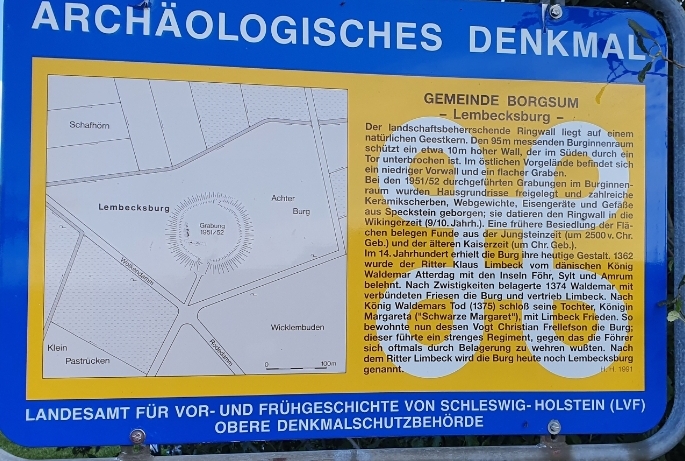 ARCHÄOLOGISCHES DENKMAL
Schafhörn
Lembecksburg
Grabung
1951/52
Achter
Burg
Wicklembuden
Klein
Pastrücken
0 100m
GEMEINDE BORGSUM
– Lembecksburg –
Der landschaftsbeherrschende Ringwall liegt auf einem
natürlichen Geestkern. Den 95m messenden Burginnenraum
schützt ein etwa 10m hoher Wall, der im Süden durch ein
Tor unterbrochen ist. Im östlichen Vorgelände befindet sich
ein niedriger Vorwall und ein flacher Graben.
Bei den 1951/52 durchgeführten Grabungen im Burginnen-
raum wurden Hausgrundrisse freigelegt und zahlreiche
Keramikscherben, Webgewichte, Eisengeräte und Gefäße
aus Speckstein geborgen; sie datieren den Ringwall in die
Wikingerzeit (9/10. Jahrh.). Eine frühere Besiedlung der Flä-
chen belegen Funde aus der Jungsteinzeit (um 2500 v. Chr.
Geb.) und der älteren Kaiserzeit (um Chr. Geb.).
Im 14. Jahrhundert erhielt die Burg ihre heutige Gestalt. 1362
wurde der Ritter Klaus Limbeck vom dänischen König
Waldemar Atterdag mit den Inseln Föhr, Sylt und Amrum
belehnt. Nach Zwistigkeiten belagerte 1374 Waldemar mit
verbündeten Friesen die Burg und vertrieb Limbeck. Nach
König Waldemars Tod (1375) schloß seine Tochter, Königin
Margareta ("Schwarze Margaret"), mit Limbeck Frieden. So
bewohnte nun dessen Vogt Christian Frellefson die Burg;
dieser führte ein strenges Regiment, gegen das die Föhrer
sich oftmals durch Belagerung zu wehren wußten. Nach
dem Ritter Limbeck wird die Burg heute noch Lembecksburg
genannt. H. H. 1991
LANDESAMT FÜR VOR- UND FRÜHGESCHICHTE VON SCHLESWIG-HOLSTEIN (LVF)
OBERE DENKMALSCHUTZBEHÖRDE